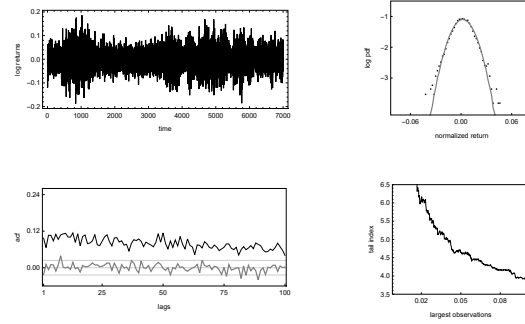 0.2
0.1
0.0
−0.1
−0.2
log returns
0 1000 2000 3000 4000 5000 6000 7000
time
−1
−2
−3
log pdf
−0.06 0.00 0.06
normalized return
0.24
0.12
0.00
acf
1 25 50 75 100
lags
6.5
6.0
5.5
5.0
4.5
4.0
3.5
tail index
0.02 0.05 0.08
largest observations